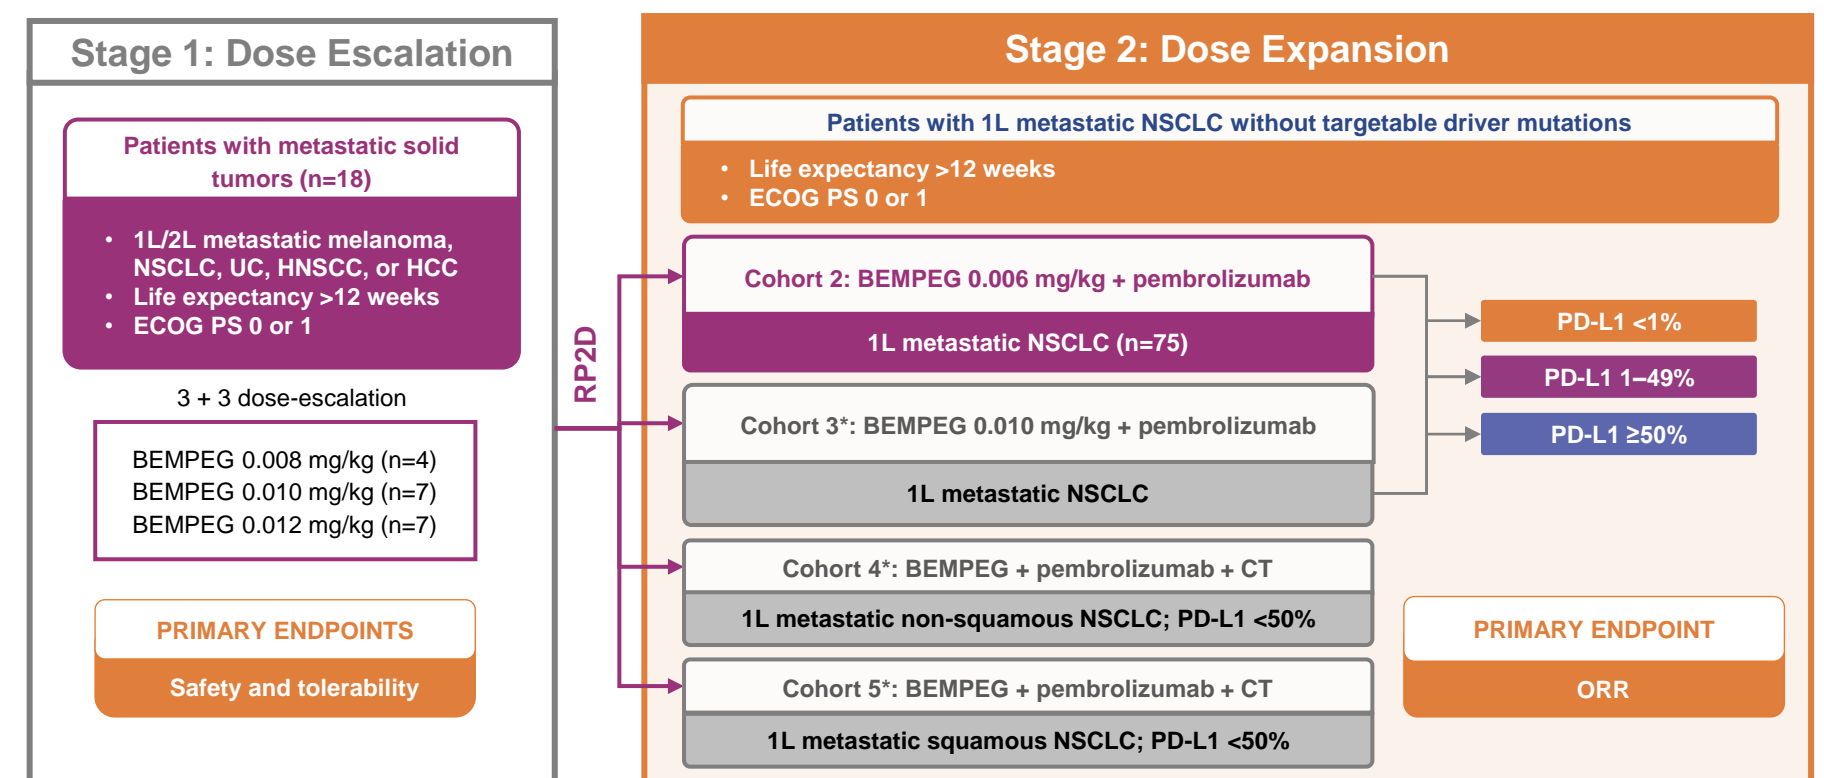 Stage 1: Dose Escalation
Patients with metastatic solid
tumors (n=18)
• 1L/2L metastatic melanoma,
NSCLC, UC, HNSCC, or HCC
• Life expectancy >12 weeks
• ECOG PS 0 or 1
3 + 3 dose-escalation
BEMPEG 0.008 mg/kg (n=4)
BEMPEG 0.010 mg/kg (n=7)
BEMPEG 0.012 mg/kg (n=7)
PRIMARY ENDPOINTS
Safety and tolerability
RP2D
Stage 2: Dose Expansion
Patients with 1L metastatic NSCLC without targetable driver mutations
• Life expectancy >12 weeks
• ECOG PS 0 or 1
Cohort 2: BEMPEG 0.006 mg/kg + pembrolizumab
1L metastatic NSCLC (n=75)
Cohort 3*: BEMPEG 0.010 mg/kg + pembrolizumab
1L metastatic NSCLC
Cohort 4*: BEMPEG + pembrolizumab + CT
1L metastatic non-squamous NSCLC; PD-L1 <50%
Cohort 5*: BEMPEG + pembrolizumab + CT
1L metastatic squamous NSCLC; PD-L1 <50%
PD-L1 <1%
PD-L1 1–49%
PD-L1 ≥50%
PRIMARY ENDPOINT
ORR